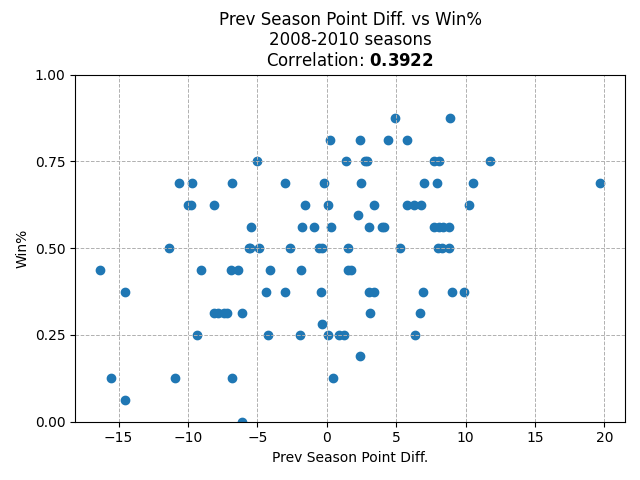 Prev Season Point Diff. vs Win%
2008-2010 seasons
Correlation: 0.3922
1.00
0.75
0.50
0.25
0.00
Win%
−15 −10 −5 0 5 10 15 20
Prev Season Point Diff.